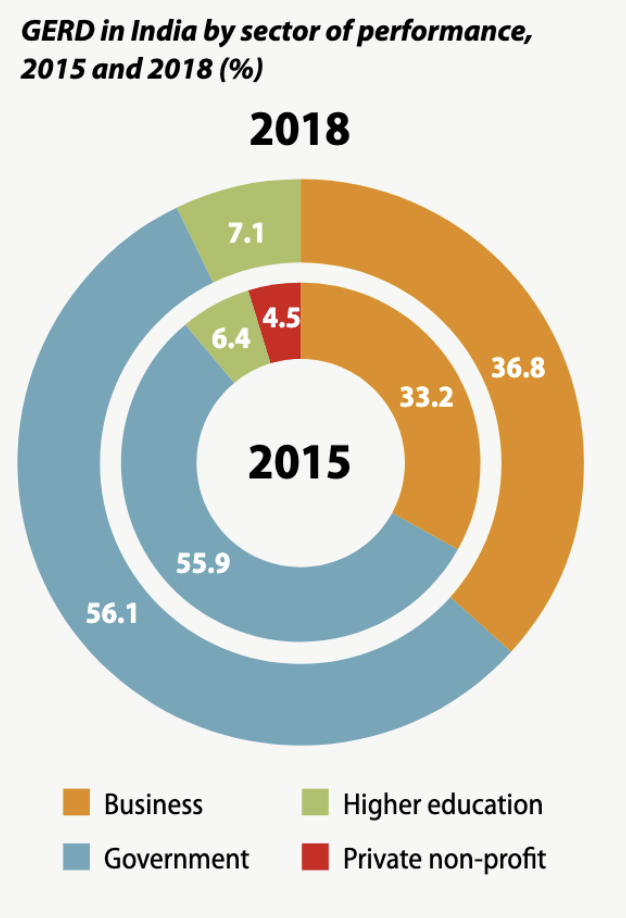 GERD in India by sector of performance,
2015 and 2018 (%)
2018
7.1
4.5
6.4
36.8
33.2
2015
55.9
56.1
Business
Higher education
Government
Private non-profit